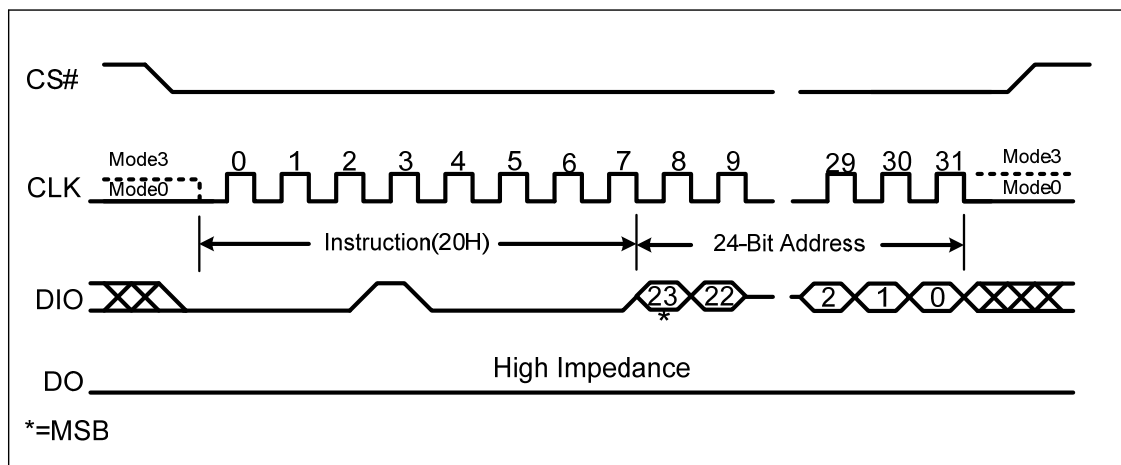 CS#
Mode3
Mode0
CLK
0 1 2 3 4 5 6 7 8 9 29 30 31
Mode3
Mode0
Instruction(20H)
24-Bit Address
DIO
23 22 2 1 0
*
High Impedance
DO
*=MSB